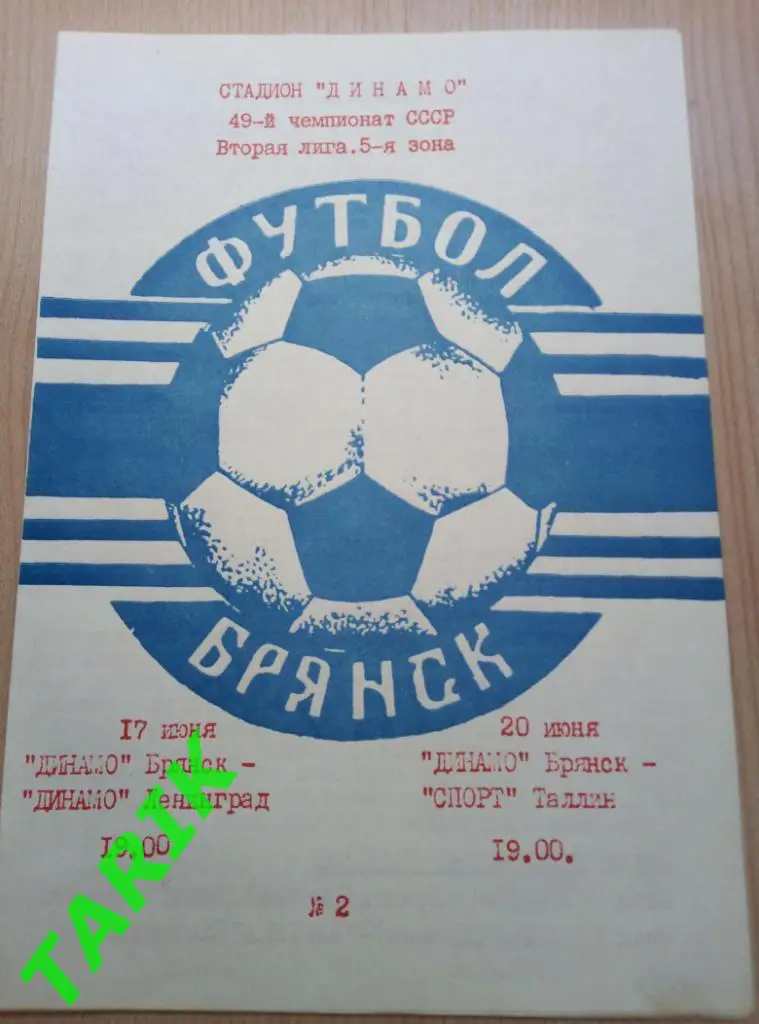 СТАДИОН "ДИНАМО"
49-й чемпионат СССР
Вторая лига.5-я зона
ФУТБОЛ
БРЯНСК
17 июня
"ДИНАМО" Брянск -
"ДИНАМО" Ленинград
19.00
20 июня
"ДИНАМО" Брянск -
"СПОРТ" Таллин
19.00.
№ 2
TARIK